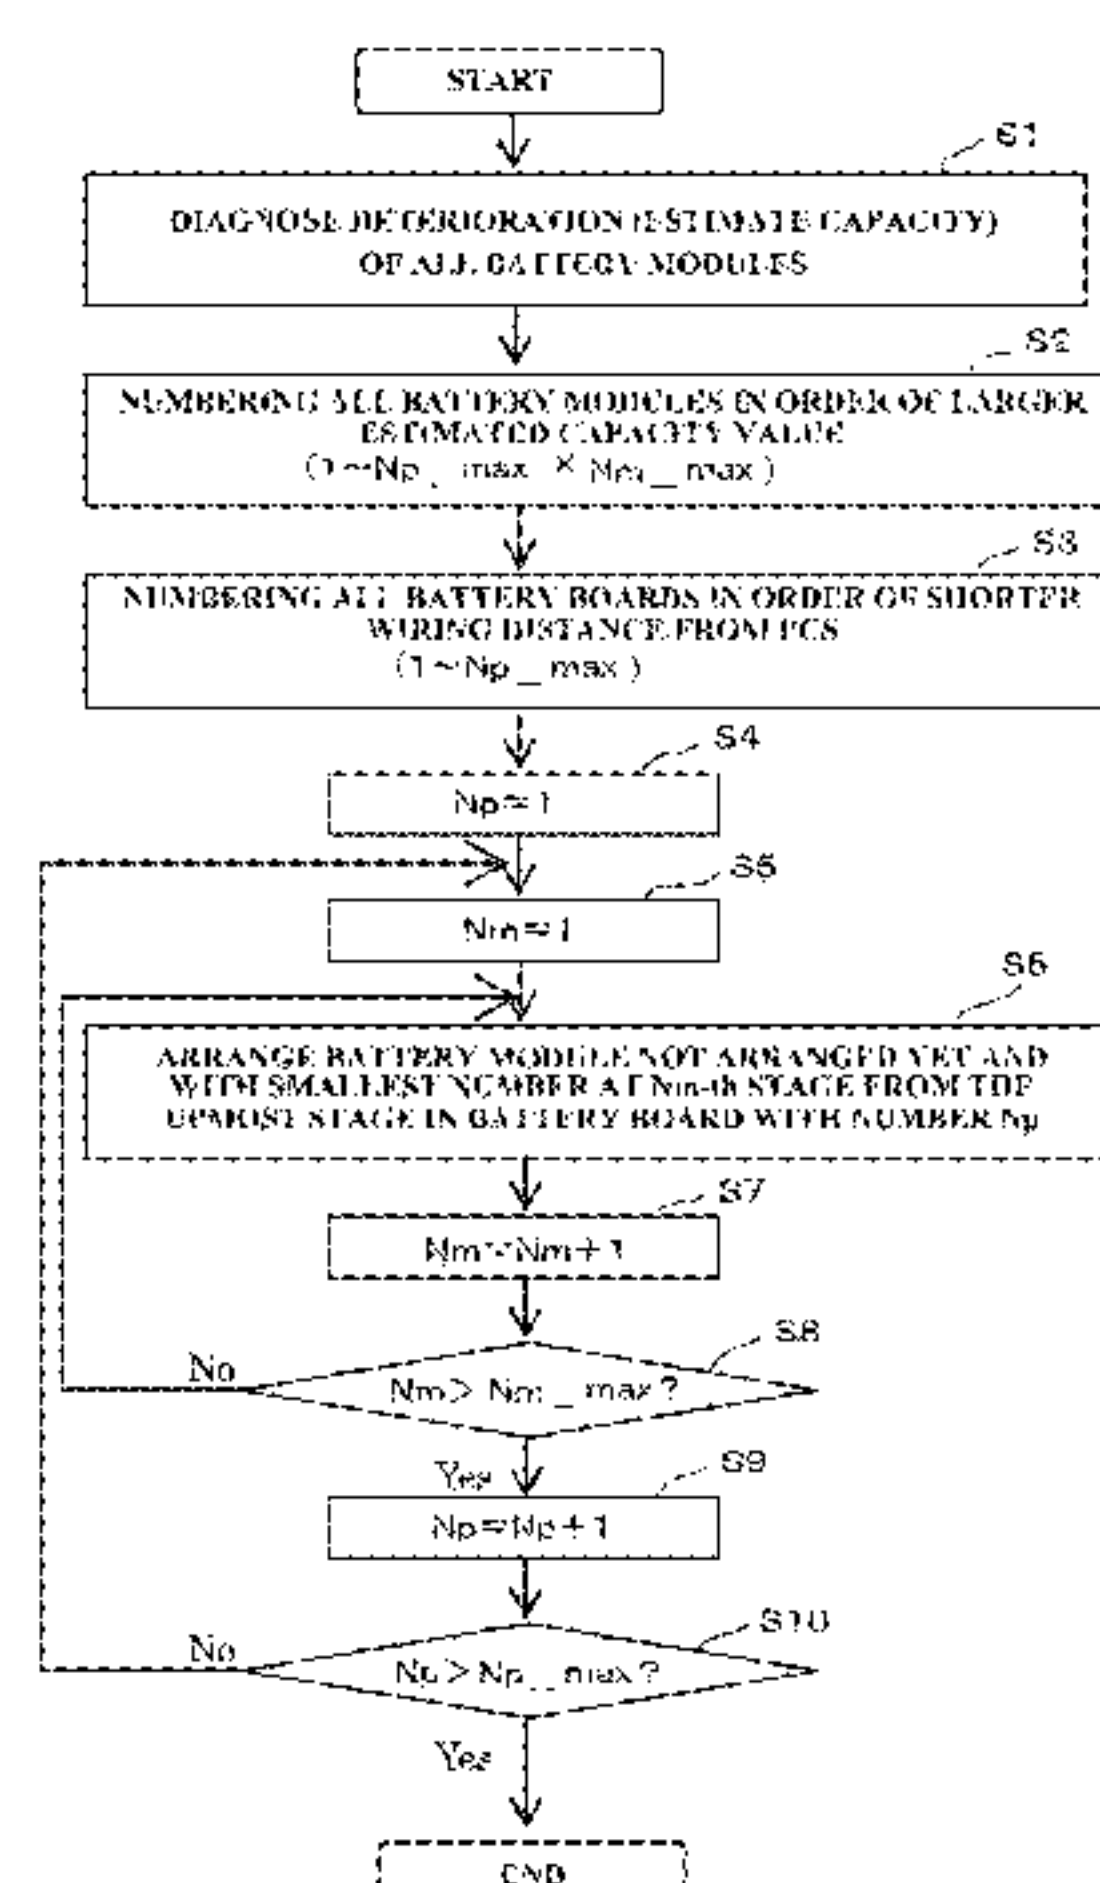 START
S1
DIAGNOSE DETERIORATION (ESTIMATE CAPACITY)
OF ALL BATTERY MODULES
S2
NUMBERING ALL BATTERY MODULES IN ORDER OF LARGER
ESTIMATED CAPACITY VALUE
(1~Np_max × Nm_max)
S3
NUMBERING ALL BATTERY BOARDS IN ORDER OF SHORTER
WIRING DISTANCE FROM PCS
(1~Np_max)
S4
Np=1
S5
Nm=1
S6
ARRANGE BATTERY MODULE NOT ARRANGED YET AND
WITH SMALLEST NUMBER AT Nm-th STAGE FROM THE
UPMOST STAGE IN BATTERY BOARD WITH NUMBER Np
S7
Nm=Nm+1
S8
No
Nm>Nm_max?
Yes
S9
Np=Np+1
S10
No
Np>Np_max?
Yes
END